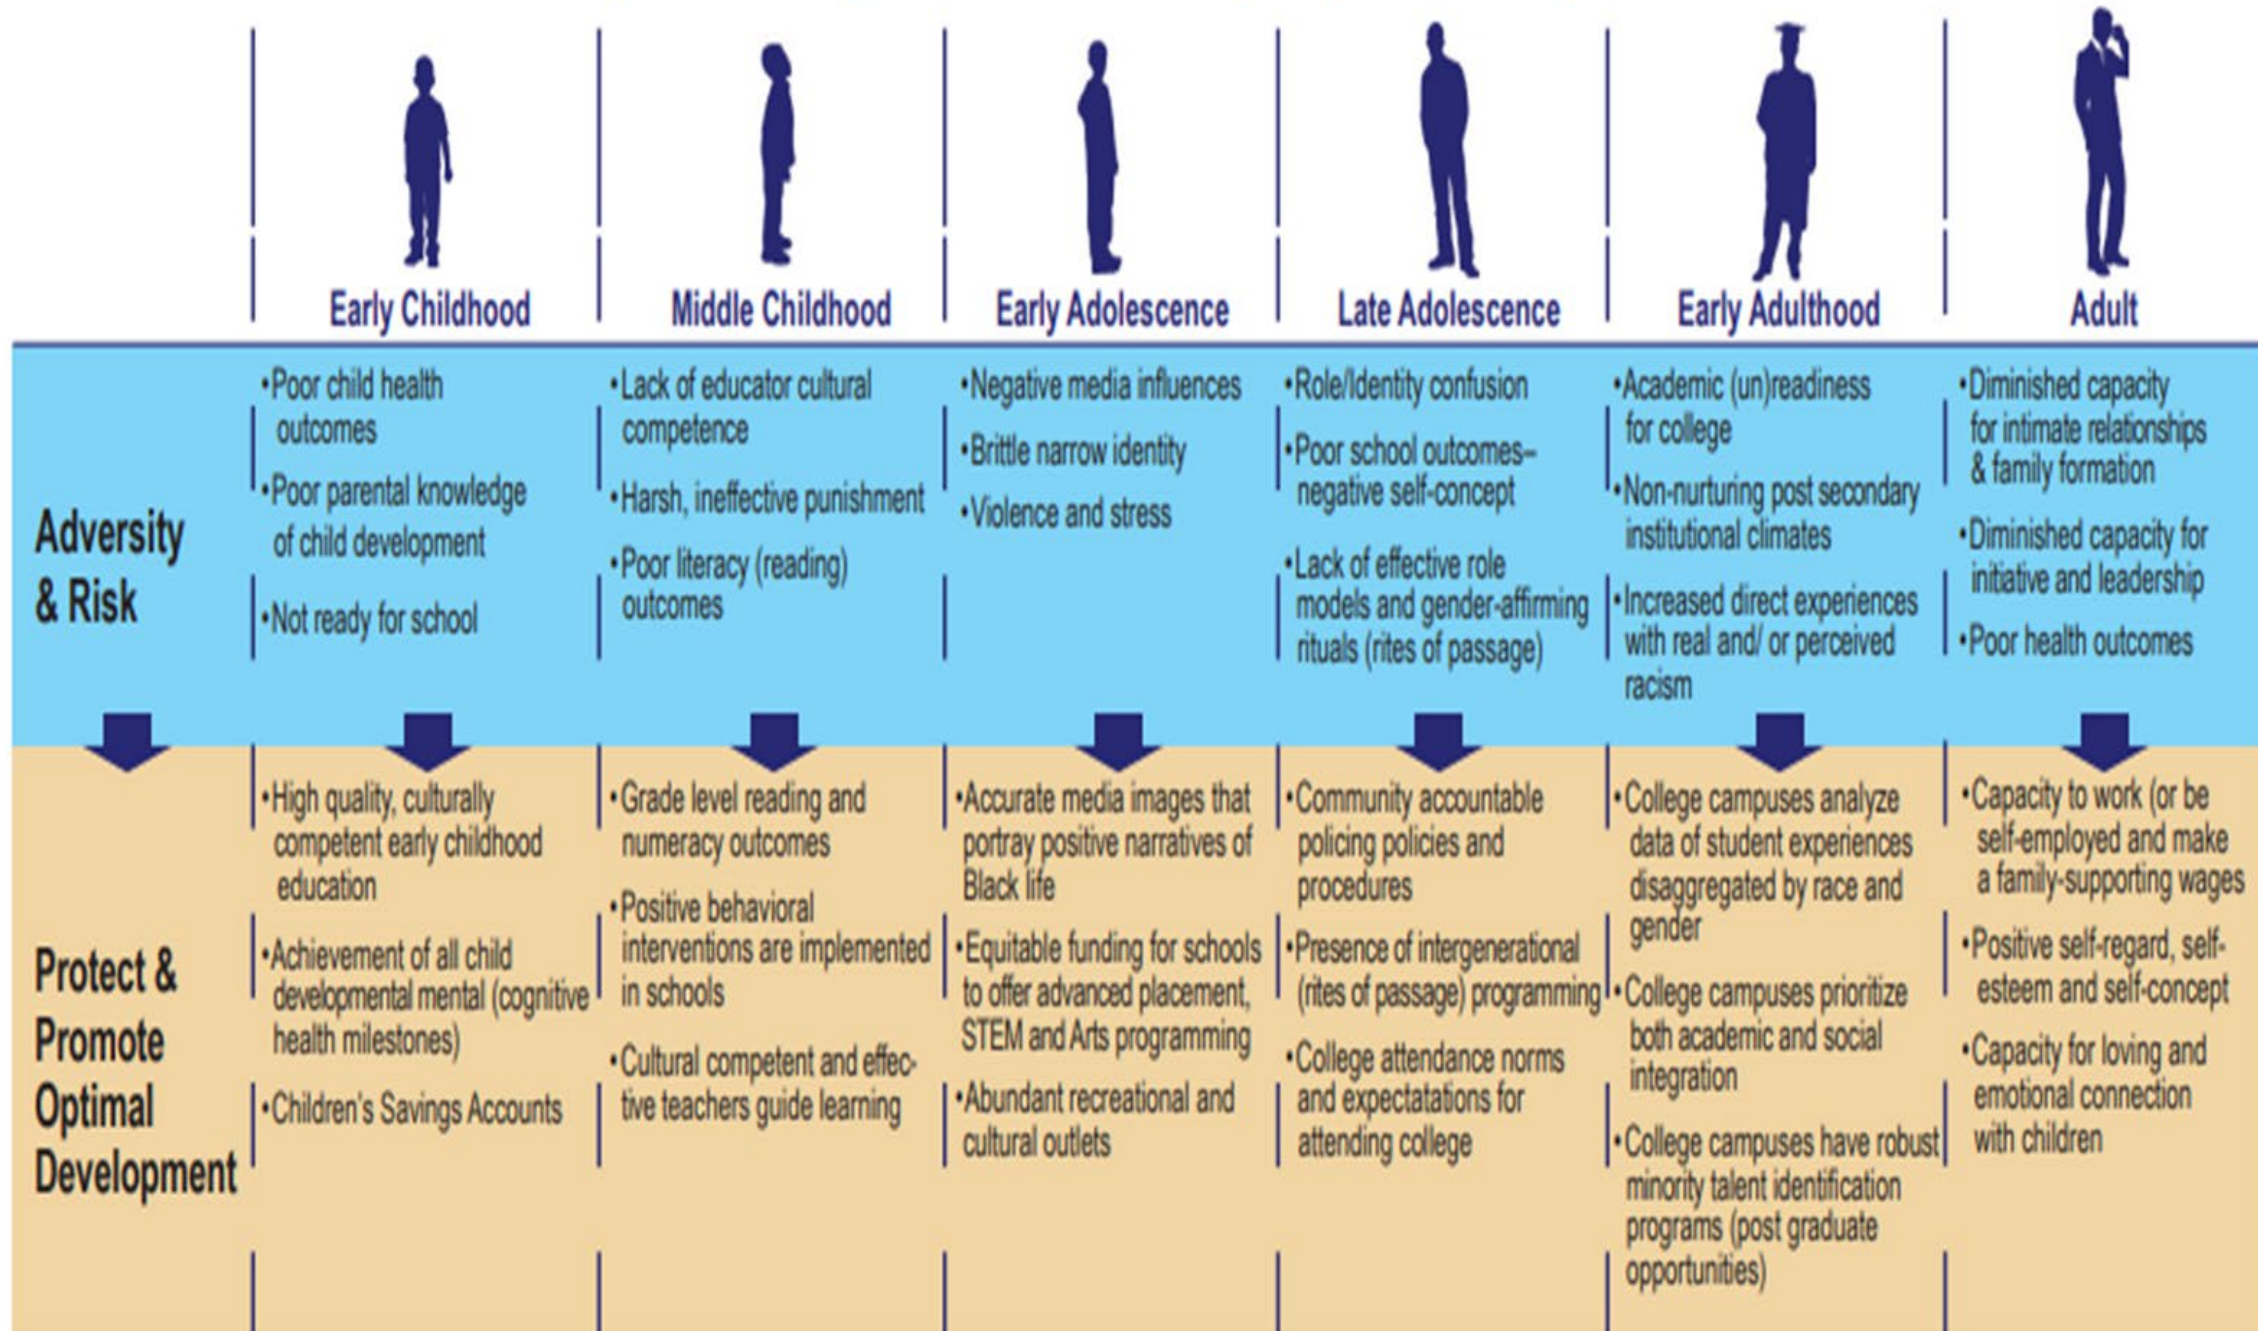 Early Childhood
Middle Childhood
Early Adolescence
Late Adolescence
Early Adulthood
Adult
Adversity
& Risk
•Poor child health
outcomes
•Poor parental knowledge
of child development
•Not ready for school
•Lack of educator cultural
competence
•Harsh, ineffective punishment
•Poor literacy (reading)
outcomes
•Negative media influences
•Brittle narrow identity
•Violence and stress
•Role/Identity confusion
•Poor school outcomes–
negative self-concept
•Lack of effective role
models and gender-affirming
rituals (rites of passage)
•Academic (un)readiness
for college
•Non-nurturing post secondary
institutional climates
•Increased direct experiences
with real and/ or perceived
racism
•Diminished capacity
for intimate relationships
& family formation
•Diminished capacity for
initiative and leadership
•Poor health outcomes
Protect &
Promote
Optimal
Development
•High quality, culturally
competent early childhood
education
•Achievement of all child
developmental mental (cognitive
health milestones)
•Children's Savings Accounts
•Grade level reading and
numeracy outcomes
•Positive behavioral
interventions are implemented
in schools
•Cultural competent and effec-
tive teachers guide learning
•Accurate media images that
portray positive narratives of
Black life
•Equitable funding for schools
to offer advanced placement,
STEM and Arts programming
•Abundant recreational and
cultural outlets
•Community accountable
policing policies and
procedures
•Presence of intergenerational
(rites of passage) programming
•College attendance norms
and expectatations for
attending college
•College campuses analyze
data of student experiences
disaggregated by race and
gender
•College campuses prioritize
both academic and social
integration
•College campuses have robust
minority talent identification
programs (post graduate
opportunities)
•Capacity to work (or be
self-employed and make
a family-supporting wages
•Positive self-regard, self-
esteem and self-concept
•Capacity for loving and
emotional connection
with children